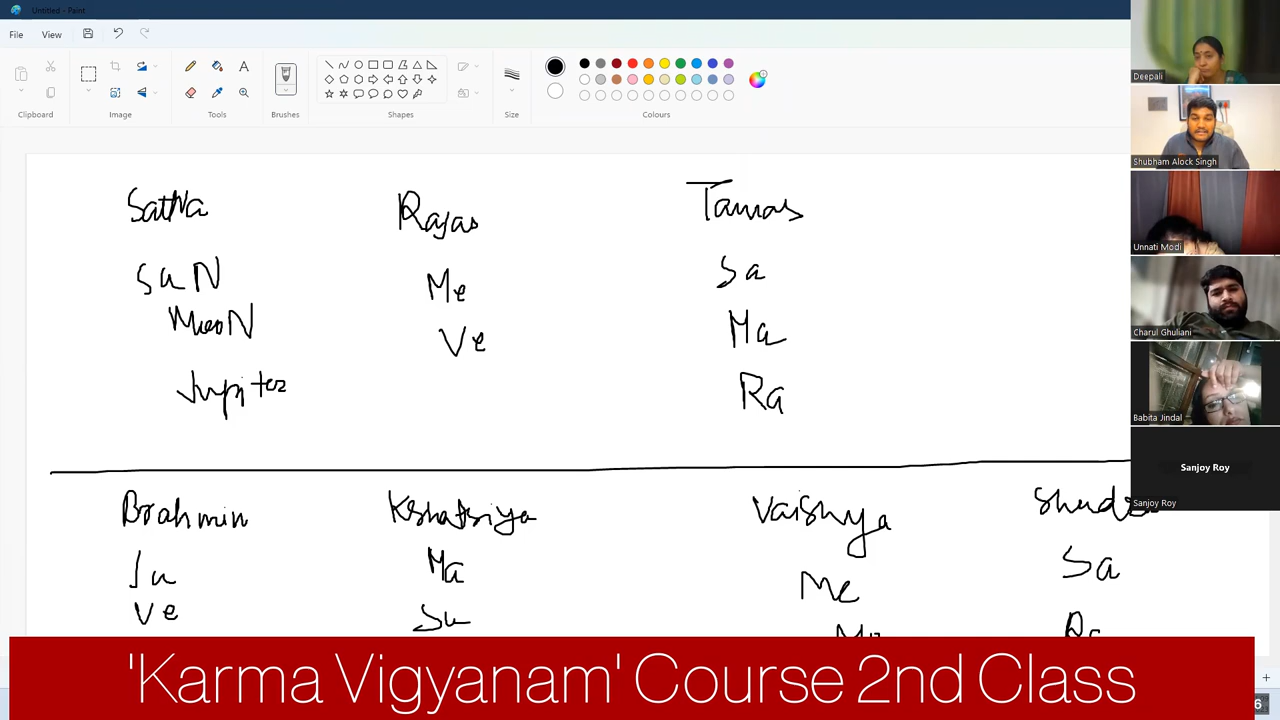 Untitled - Paint
File View
Clipboard Image Tools Brushes Shapes Size Colours
Sattva Rajas Tamas
SuN Me Sa
MooN Ve Ma
Jupiter Ra
Brahmin Kshatriya Vaishya
Ju Ma Me Sa
Ve Su
Deepali
Shubham Alock Singh
Unnati Modi
Charul Ghuliani
Babita Jindal
Sanjoy Roy
Sanjoy Roy
'Karma Vigyanam' Course 2nd Class